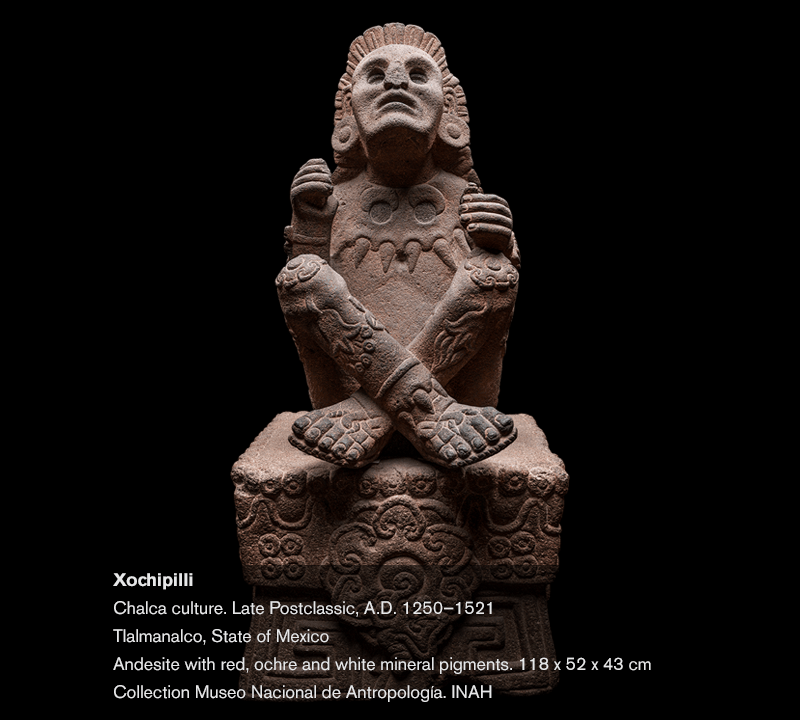 Xochipilli
Chalca culture. Late Postclassic, A.D. 1250–1521
Tlalmanalco, State of Mexico
Andesite with red, ochre and white mineral pigments. 118 x 52 x 43 cm
Collection Museo Nacional de Antropología. INAH